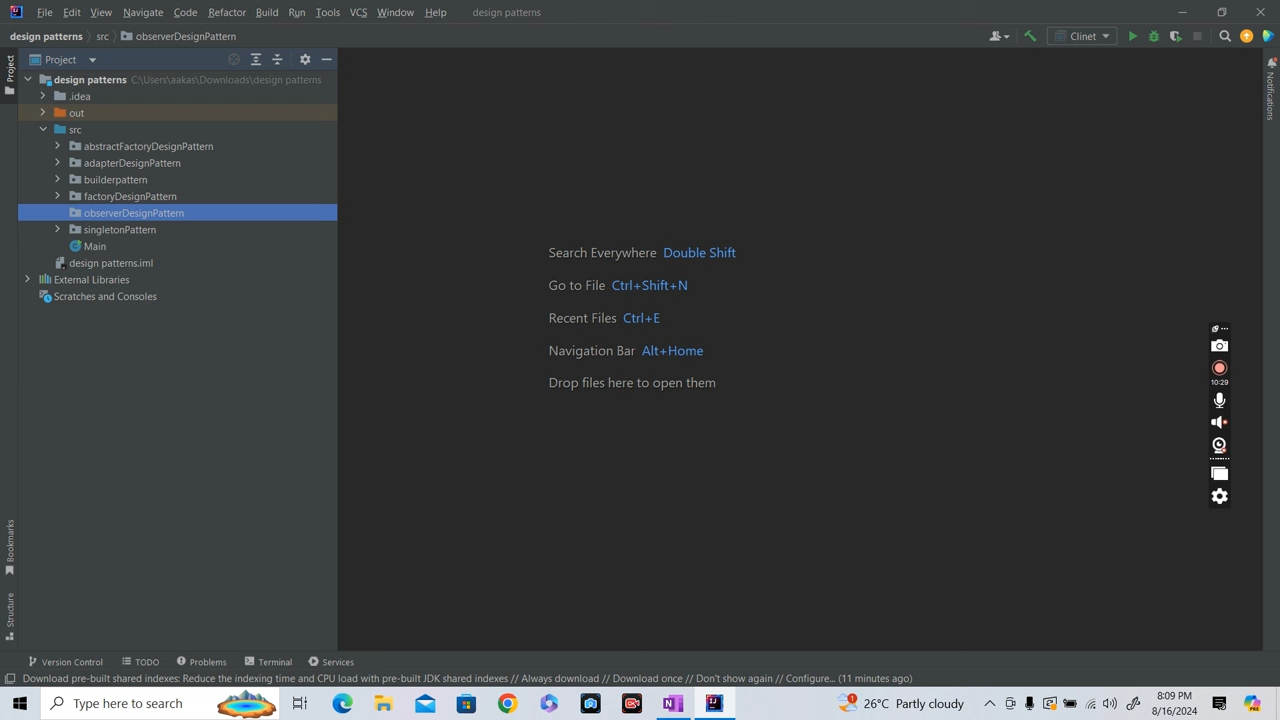 File Edit View Navigate Code Refactor Build Run Tools VCS Window Help design patterns
design patterns src observerDesignPattern Clinet
Project
Project
design patterns C:\Users\aakas\Downloads\design patterns
.idea
out
src
abstractFactoryDesignPattern
adapterDesignPattern
builderpattern
factoryDesignPattern
observerDesignPattern
singletonPattern
Main
design patterns.iml
External Libraries
Scratches and Consoles
Search Everywhere Double Shift
Go to File Ctrl+Shift+N
Recent Files Ctrl+E
Navigation Bar Alt+Home
Drop files here to open them
Notifications
10:29
Bookmarks
Structure
Version Control TODO Problems Terminal Services
Download pre-built shared indexes: Reduce the indexing time and CPU load with pre-built JDK shared indexes // Always download // Download once // Don't show again // Configure... (11 minutes ago)
Type here to search
1 26°C Partly cloudy
8:09 PM
8/16/2024